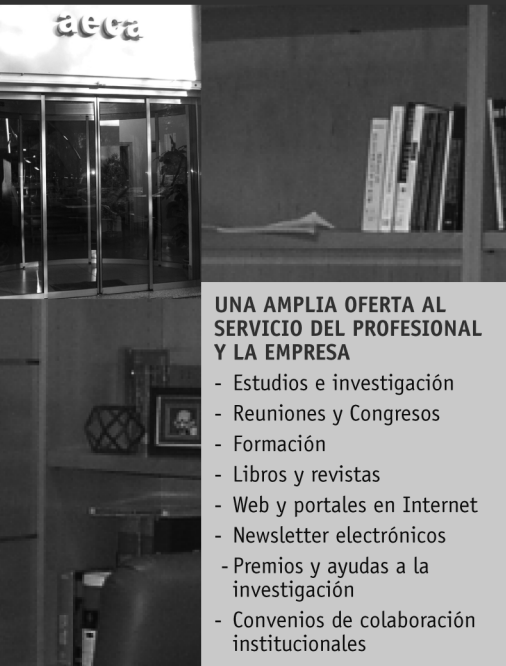 aeca
UNA AMPLIA OFERTA AL
SERVICIO DEL PROFESIONAL
Y LA EMPRESA
- Estudios e investigación
- Reuniones y Congresos
- Formación
- Libros y revistas
- Web y portales en Internet
- Newsletter electrónicos
- Premios y ayudas a la
investigación
- Convenios de colaboración
institucionales